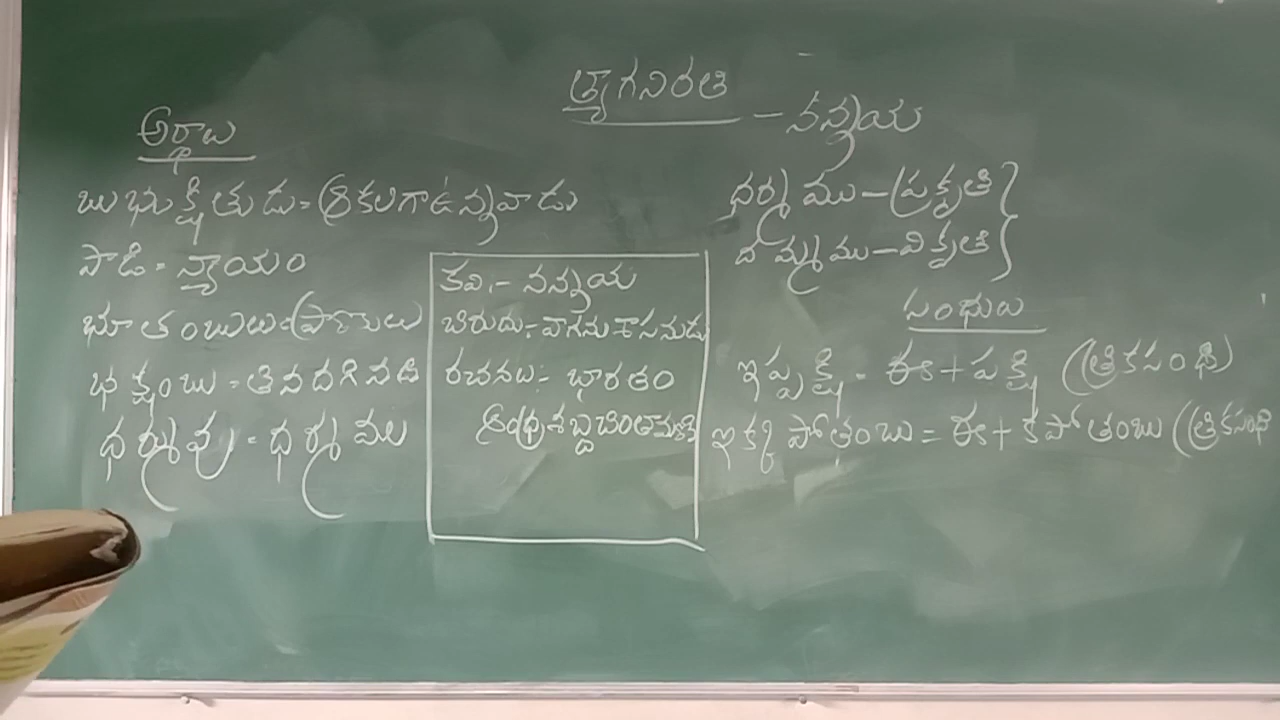 త్యాగనిరతి
– నన్నయ
అర్థాలు
బుభుక్షితుడు = ఆకలిగా ఉన్నవాడు
పాడి = న్యాయం
భూతంబులు = ప్రాణులు
భక్ష్యంబు = తినదగినది
ధర్మువు = ధర్మము
కవి :- నన్నయ
బిరుదు :- వాగనుశాసనుడు
రచనలు :- భారతం
ఆంధ్రశబ్దచింతామణి
ధర్మము – ప్రకృతి }
దమ్మము – వికృతి }
సంధులు
ఇప్పక్షి = ఈ + పక్షి (త్రికసంధి)
ఇక్కపోతంబు = ఈ + కపోతంబు (త్రికసంధి